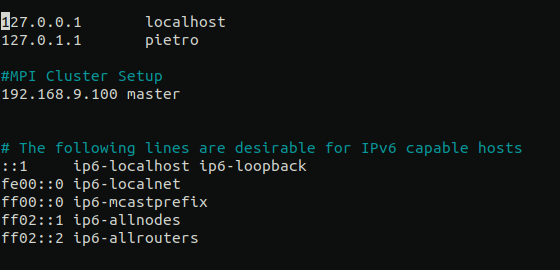 127.0.0.1       localhost
127.0.1.1       pietro
#MPI Cluster Setup
192.168.9.100 master
# The following lines are desirable for IPv6 capable hosts
::1     ip6-localhost ip6-loopback
fe00::0 ip6-localnet
ff00::0 ip6-mcastprefix
ff02::1 ip6-allnodes
ff02::2 ip6-allrouters